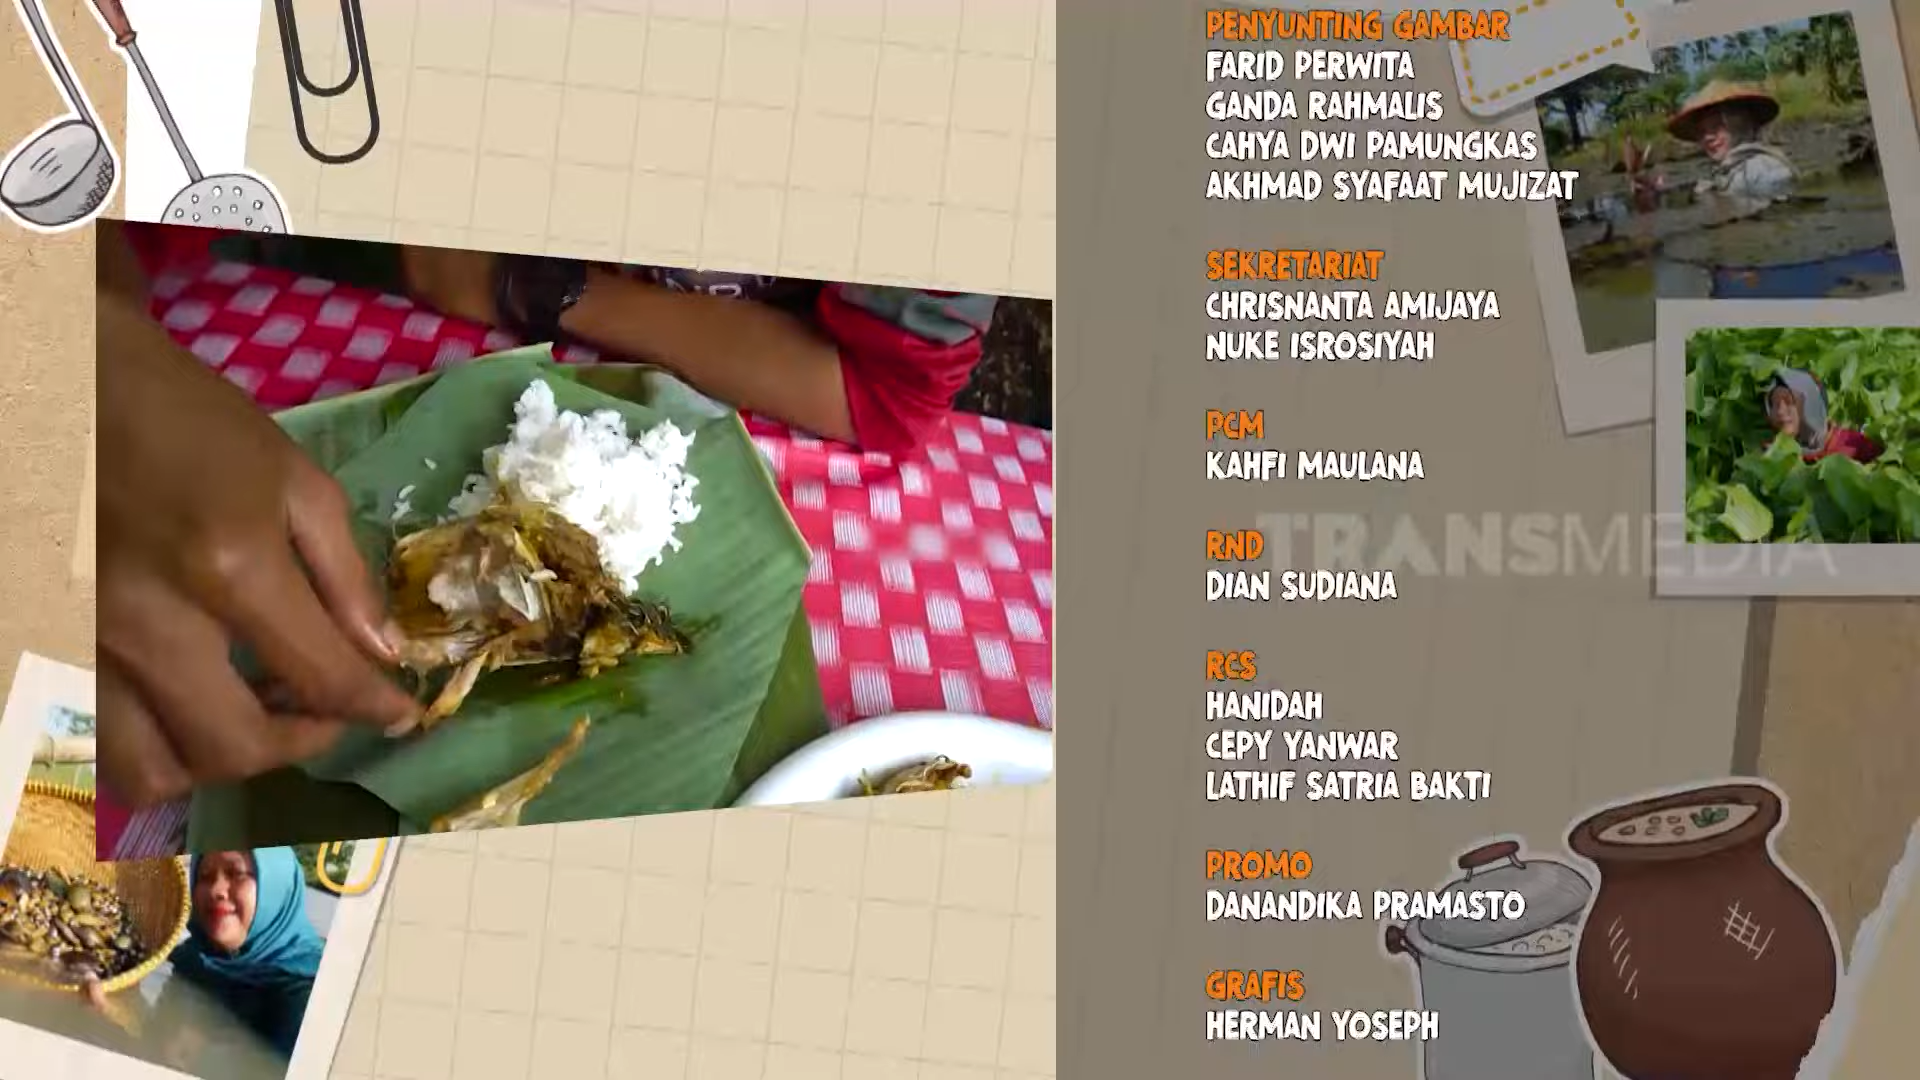 PENYUNTING GAMBAR
FARID PERWITA
GANDA RAHMALIS
CAHYA DWI PAMUNGKAS
AKHMAD SYAFAAT MUJIZAT
SEKRETARIAT
CHRISNANTA AMIJAYA
NUKE ISROSIYAH
PCM
KAHFI MAULANA
TRANSMEDIA
RND
DIAN SUDIANA
RCS
HANIDAH
CEPY YANWAR
LATHIF SATRIA BAKTI
PROMO
DANANDIKA PRAMASTO
GRAFIS
HERMAN YOSEPH